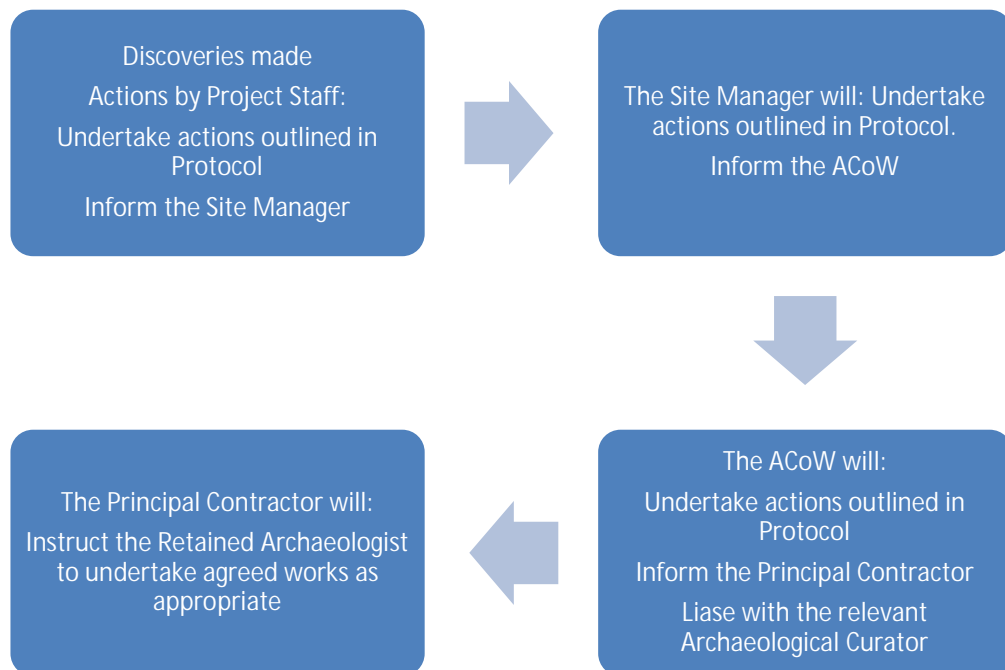 Discoveries made
Actions by Project Staff:
Undertake actions outlined in
Protocol
Inform the Site Manager
The Site Manager will: Undertake
actions outlined in Protocol.
Inform the ACoW
The ACoW will:
Undertake actions outlined in
Protocol
Inform the Principal Contractor
Liase with the relevant
Archaeological Curator
The Principal Contractor will:
Instruct the Retained Archaeologist
to undertake agreed works as
appropriate